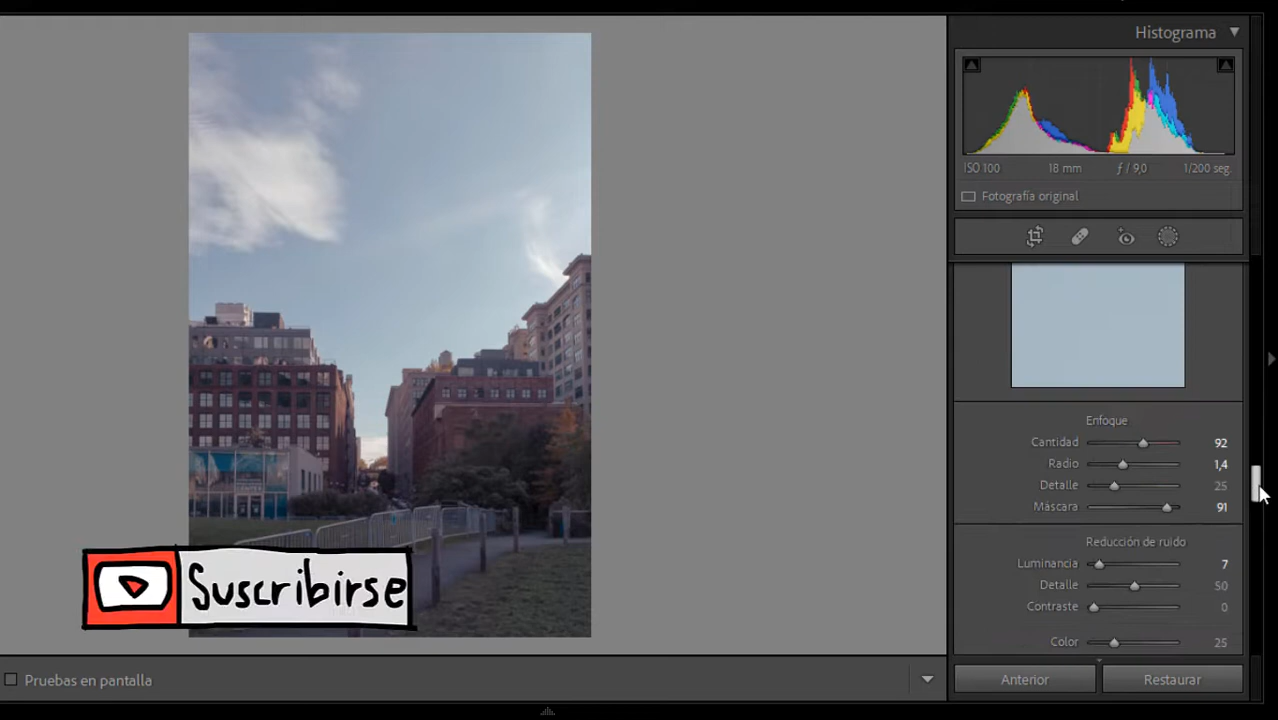 Histograma
ISO 100 18 mm ƒ / 9,0 1/200 seg.
Fotografía original
Enfoque
Cantidad 92
Radio 1,4
Detalle 25
Máscara 91
Reducción de ruido
Luminancia 7
Detalle 50
Contraste 0
Color 25
Suscribirse
Pruebas en pantalla
Anterior
Restaurar